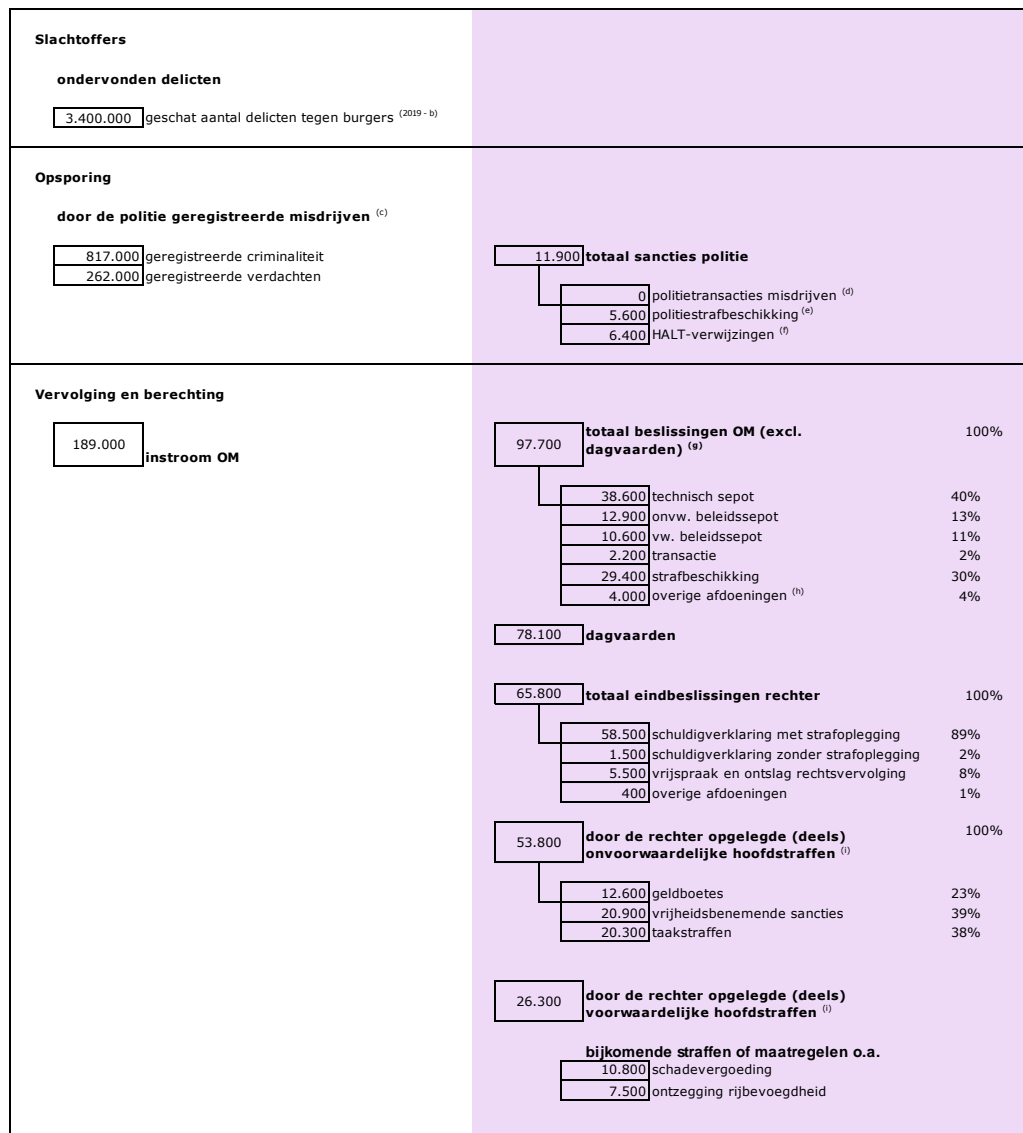 Slachtoffers
ondervonden delicten
3.400.000 geschat aantal delicten tegen burgers (2019 - b)
Opsporing
door de politie geregistreerde misdrijven (c)
817.000 geregistreerde criminaliteit
262.000 geregistreerde verdachten
11.900 totaal sancties politie
0 politietransacties misdrijven (d)
5.600 politiestrafbeschikking (e)
6.400 HALT-verwijzingen (f)
Vervolging en berechting
189.000 instroom OM
97.700 totaal beslissingen OM (excl. 100%
dagvaarden) (g)
38.600 technisch sepot 40%
12.900 onvw. beleidssepot 13%
10.600 vw. beleidssepot 11%
2.200 transactie 2%
29.400 strafbeschikking 30%
4.000 overige afdoeningen (h) 4%
78.100 dagvaarden
65.800 totaal eindbeslissingen rechter 100%
58.500 schuldigverklaring met strafoplegging 89%
1.500 schuldigverklaring zonder strafoplegging 2%
5.500 vrijspraak en ontslag rechtsvervolging 8%
400 overige afdoeningen 1%
53.800 door de rechter opgelegde (deels) 100%
onvoorwaardelijke hoofdstraffen (i)
12.600 geldboetes 23%
20.900 vrijheidsbenemende sancties 39%
20.300 taakstraffen 38%
26.300 door de rechter opgelegde (deels)
voorwaardelijke hoofdstraffen (i)
bijkomende straffen of maatregelen o.a.
10.800 schadevergoeding
7.500 ontzegging rijbevoegdheid